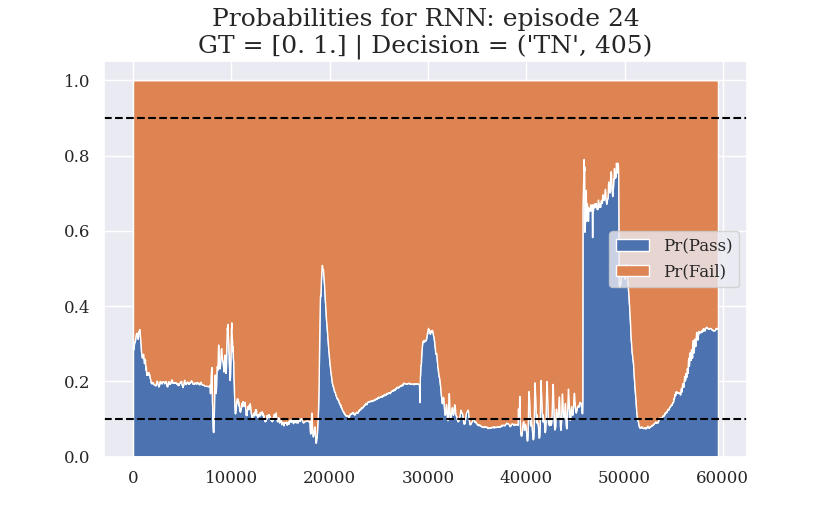 Probabilities for RNN: episode 24
GT = [0. 1.] | Decision = ('TN', 405)
1.0
0.8
0.6
0.4
0.2
0.0
Pr(Pass)
Pr(Fail)
0 10000 20000 30000 40000 50000 60000